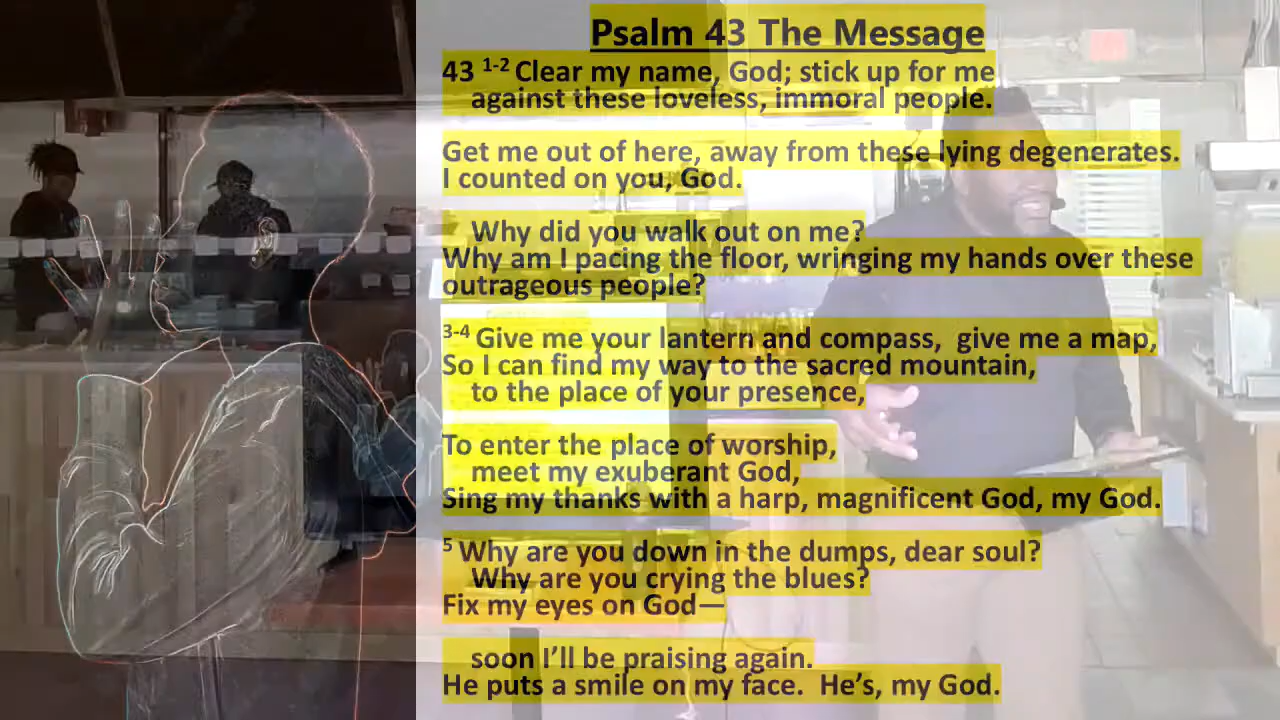 Psalm 43 The Message
43 1-2 Clear my name, God; stick up for me
against these loveless, immoral people.
Get me out of here, away from these lying degenerates.
I counted on you, God.
Why did you walk out on me?
Why am I pacing the floor, wringing my hands over these
outrageous people?
3-4 Give me your lantern and compass, give me a map,
So I can find my way to the sacred mountain,
to the place of your presence,
To enter the place of worship,
meet my exuberant God,
Sing my thanks with a harp, magnificent God, my God.
5 Why are you down in the dumps, dear soul?
Why are you crying the blues?
Fix my eyes on God—
soon I’ll be praising again.
He puts a smile on my face. He’s, my God.